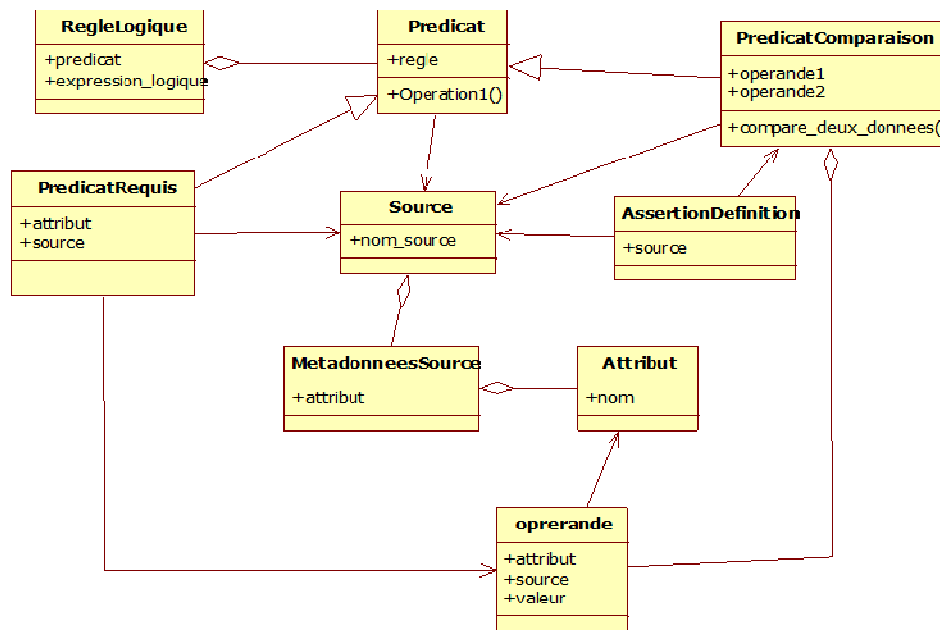 RegleLogique
+predicat
+expression_logique
Predicat
+regle
+Operation1()
PredicatComparaison
+operande1
+operande2
+compare_deux_donnees(
PredicatRequis
+attribut
+source
Source
+nom_source
AssertionDefinition
+source
MetadonneesSource
+attribut
Attribut
+nom
oprerande
+attribut
+source
+valeur